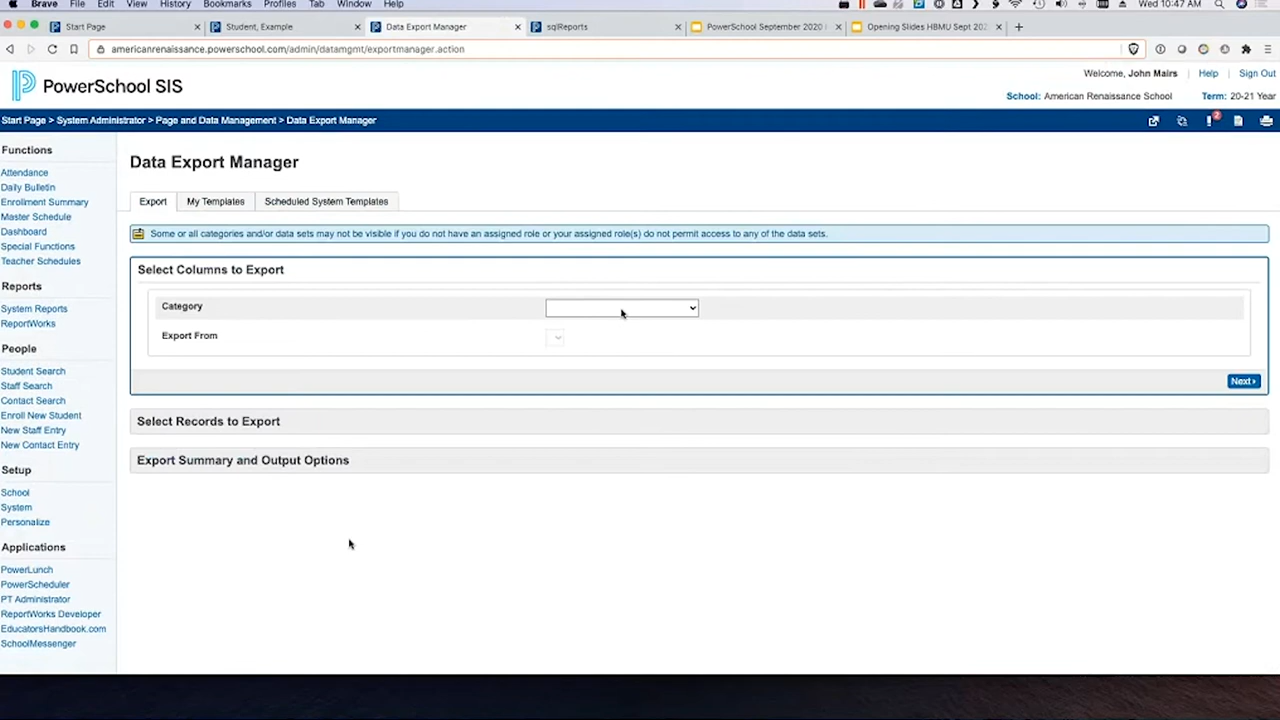 Brave File Edit View History Bookmarks Profiles Tab Window Help Wed 10:47 AM
Start Page Student, Example Data Export Manager sqlReports PowerSchool September 2020 Opening Slides HBMU Sept 202
americanrenaissance.powerschool.com/admin/datamgmt/exportmanager.action
PowerSchool SIS
Welcome, John Mairs Help Sign Out
School: American Renaissance School Term: 20-21 Year
Start Page > System Administrator > Page and Data Management > Data Export Manager
Functions
Attendance
Daily Bulletin
Enrollment Summary
Master Schedule
Dashboard
Special Functions
Teacher Schedules
Reports
System Reports
ReportWorks
People
Student Search
Staff Search
Contact Search
Enroll New Student
New Staff Entry
New Contact Entry
Setup
School
System
Personalize
Applications
PowerLunch
PowerScheduler
PT Administrator
ReportWorks Developer
EducatorsHandbook.com
SchoolMessenger
Data Export Manager
Export My Templates Scheduled System Templates
Some or all categories and/or data sets may not be visible if you do not have an assigned role or your assigned role(s) do not permit access to any of the data sets.
Select Columns to Export
Category
Export From
Next
Select Records to Export
Export Summary and Output Options